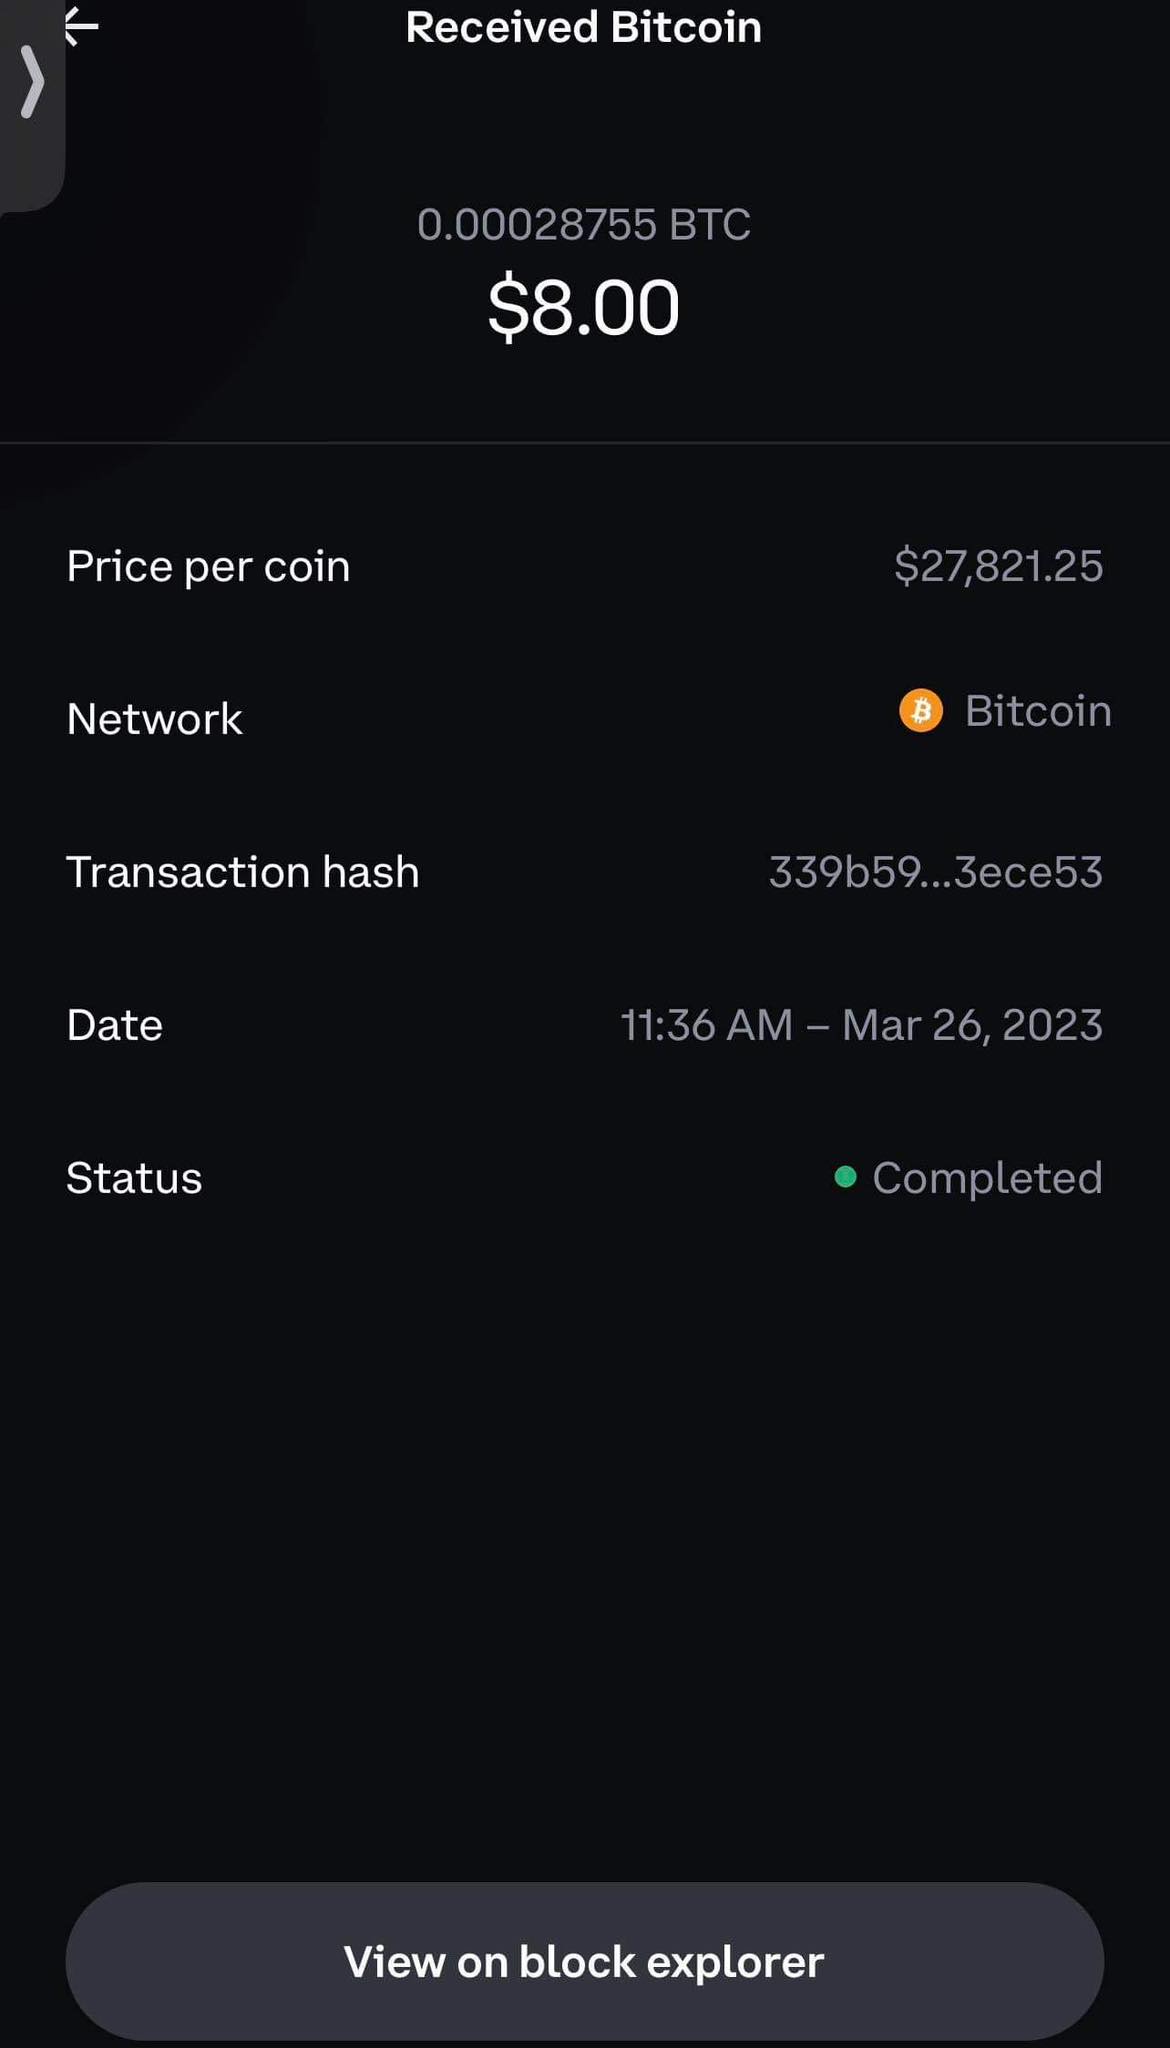 Received Bitcoin
0.00028755 BTC
$8.00
Price per coin $27,821.25
Network Bitcoin
Transaction hash 339b59...3ece53
Date 11:36 AM – Mar 26, 2023
Status Completed
View on block explorer